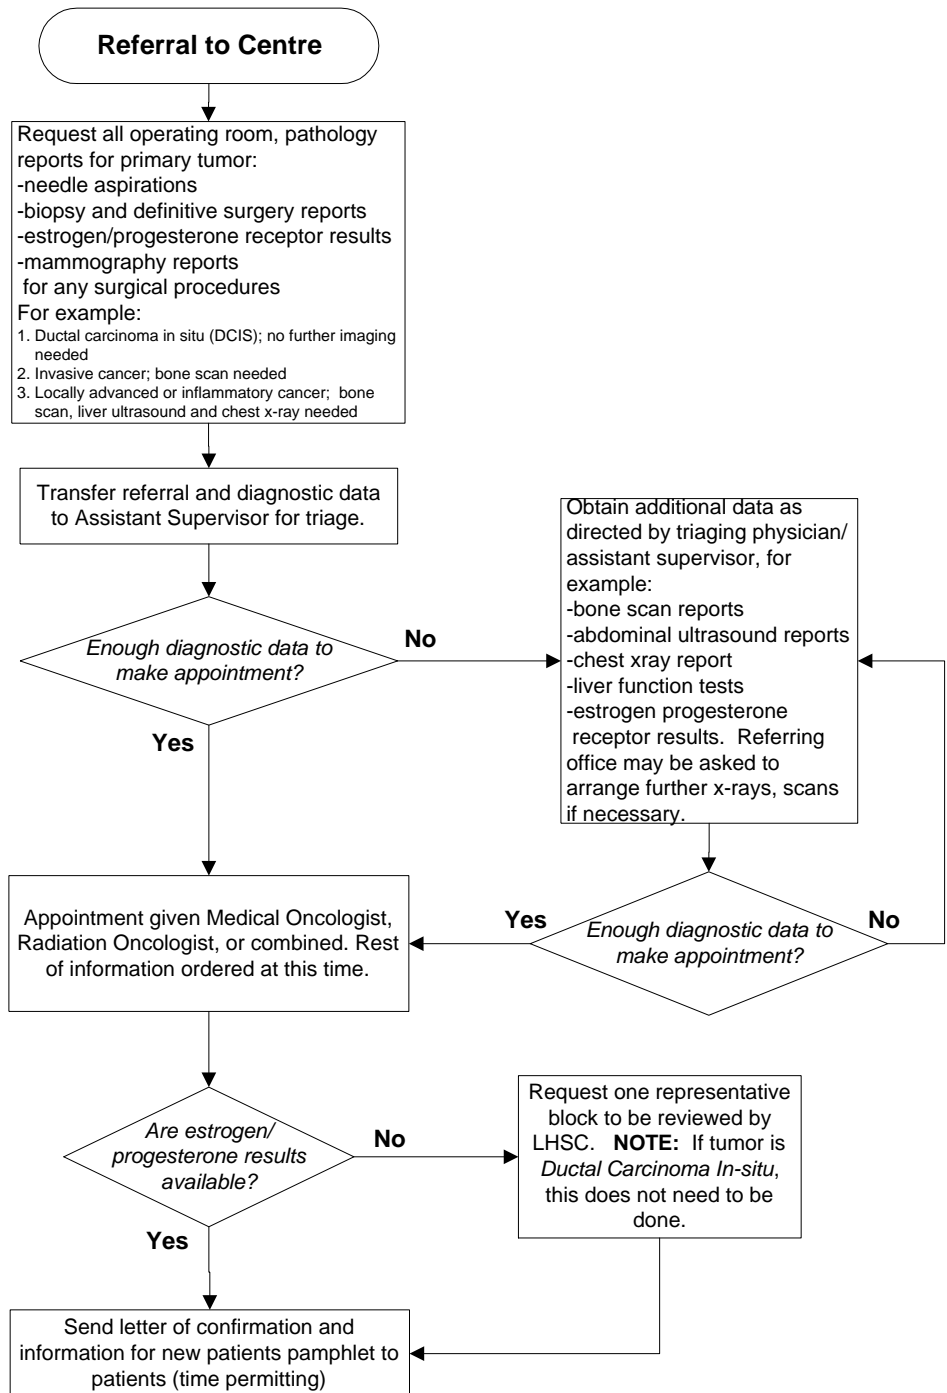 Referral to Centre
Request all operating room, pathology
reports for primary tumor:
-needle aspirations
-biopsy and definitive surgery reports
-estrogen/progesterone receptor results
-mammography reports
for any surgical procedures
For example:
1. Ductal carcinoma in situ (DCIS); no further imaging
needed
2. Invasive cancer; bone scan needed
3. Locally advanced or inflammatory cancer; bone
scan, liver ultrasound and chest x-ray needed
Transfer referral and diagnostic data
to Assistant Supervisor for triage.
Enough diagnostic data to
make appointment?
No
Yes
Obtain additional data as
directed by triaging physician/
assistant supervisor, for
example:
-bone scan reports
-abdominal ultrasound reports
-chest xray report
-liver function tests
-estrogen progesterone
receptor results. Referring
office may be asked to
arrange further x-rays, scans
if necessary.
Enough diagnostic data to
make appointment?
Yes
No
Appointment given Medical Oncologist,
Radiation Oncologist, or combined. Rest
of information ordered at this time.
Are estrogen/
progesterone results
available?
No
Yes
Request one representative
block to be reviewed by
LHSC. NOTE: If tumor is
Ductal Carcinoma In-situ,
this does not need to be
done.
Send letter of confirmation and
information for new patients pamphlet to
patients (time permitting)